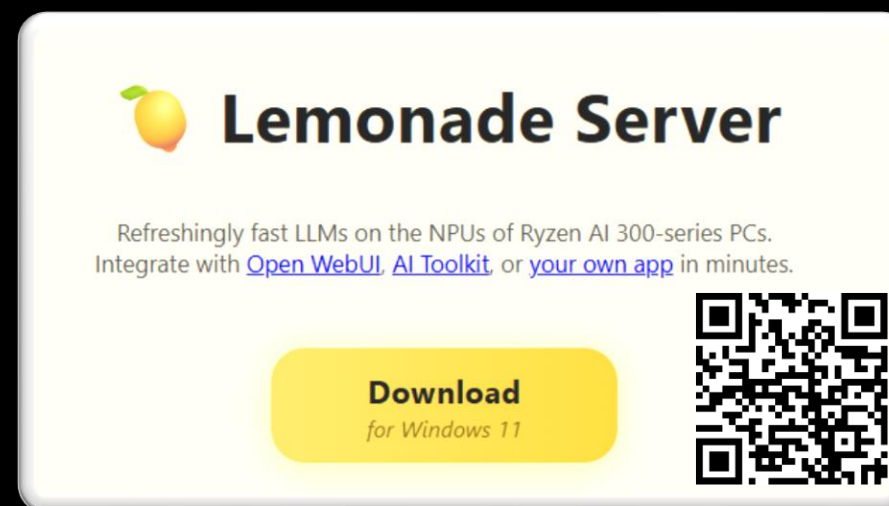 Lemonade Server
Refreshingly fast LLMs on the NPUs of Ryzen AI 300-series PCs.
Integrate with Open WebUI, AI Toolkit, or your own app in minutes.
Download
for Windows 11